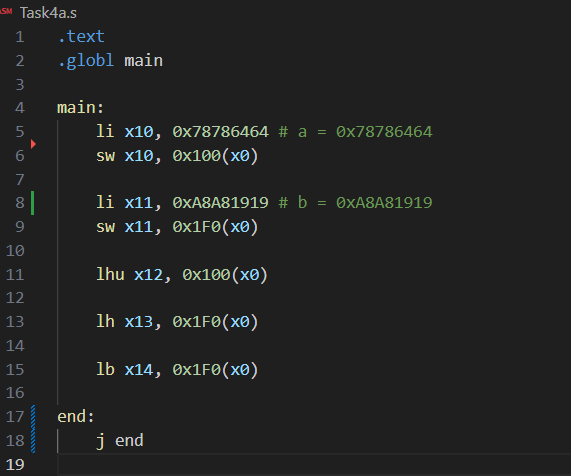 ASM Task4a.s
1 .text
2 .globl main
3
4 main:
5 li x10, 0x78786464 # a = 0x78786464
6 sw x10, 0x100(x0)
7
8 li x11, 0xA8A81919 # b = 0xA8A81919
9 sw x11, 0x1F0(x0)
10
11 lhu x12, 0x100(x0)
12
13 lh x13, 0x1F0(x0)
14
15 lb x14, 0x1F0(x0)
16
17 end:
18 j end
19